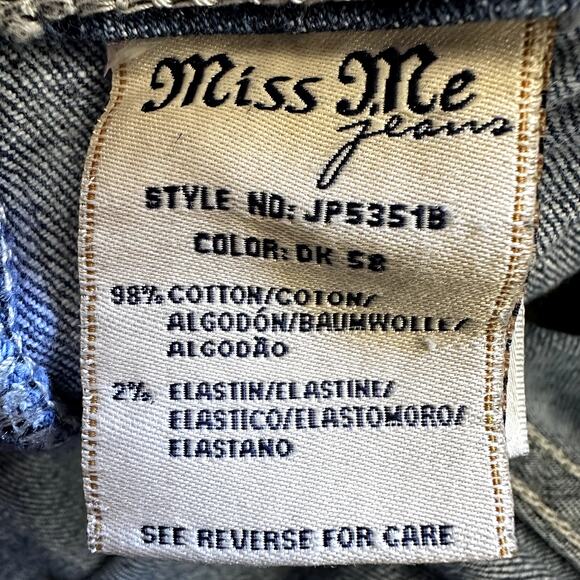 Miss Me
jeans
STYLE NO: JP5351B
COLOR: DK 58
98% COTTON/COTON/
ALGODÓN/BAUMWOLLE/
ALGODÃO
2% ELASTIN/ELASTINE/
ELASTICO/ELASTOMORO/
ELASTANO
SEE REVERSE FOR CARE